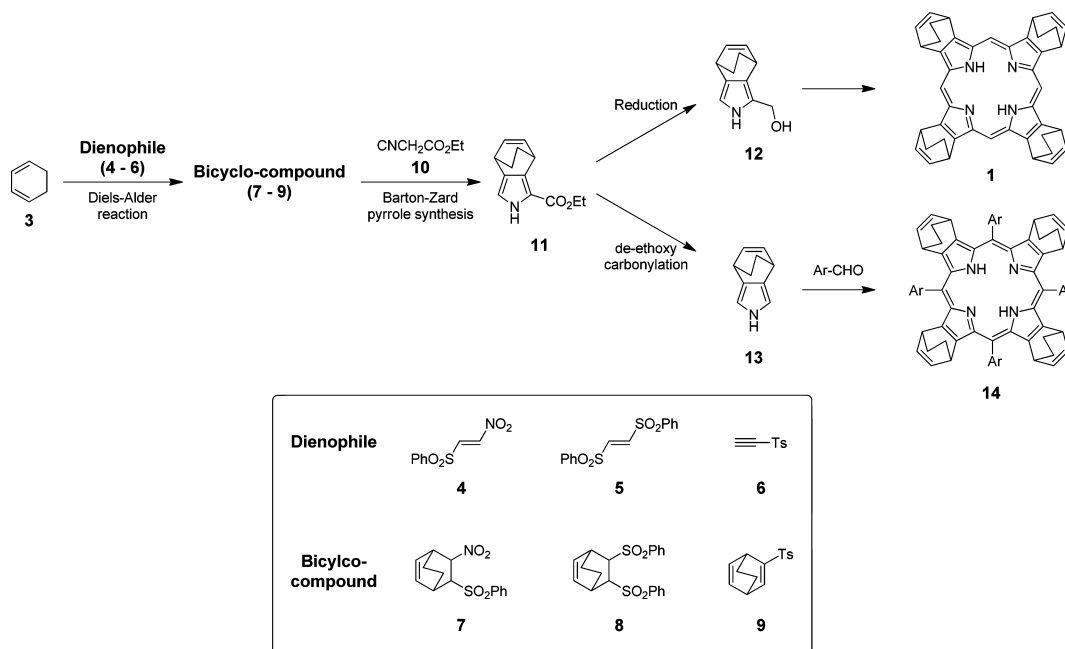 Dienophile
(4 - 6)
Diels-Alder
reaction
3
Bicyclo-compound
(7 - 9)
CNCH2CO2Et
10
Barton-Zard
pyrrole synthesis
N
H
CO2Et
11
Reduction
de-ethoxy
carbonylation
N
H
OH
12
N
H
13
Ar-CHO
NH
N
N
HN
1
Ar
NH
N
Ar
Ar
N
HN
Ar
14
Dienophile
NO2
PhO2S
4
SO2Ph
PhO2S
5
Ts
6
Bicylco-
compound
NO2
SO2Ph
7
SO2Ph
SO2Ph
8
Ts
9